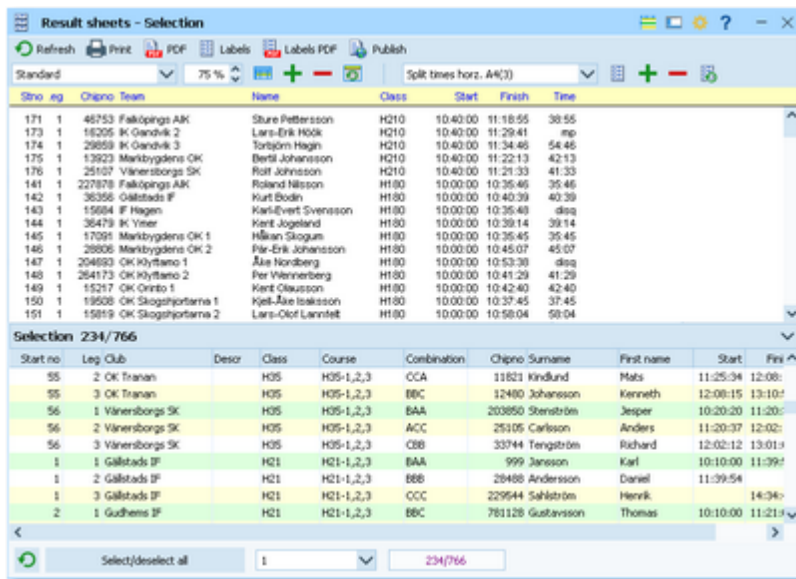 Result sheets - Selection
Refresh Print PDF Labels Labels PDF Publish
Standard 75 % Split times horz. A4(3)
Stno leg Chipno Team Name Class Start Finish Time
171 1 46753 Falköpings AIK Sture Pettersson H210 10:40:00 11:18:55 38:55
173 1 16205 IK Gandvik 2 Lars-Erik Höök H210 10:40:00 11:29:41 mp
174 1 29859 IK Gandvik 3 Torbjörn Hagin H210 10:40:00 11:34:46 54:46
175 1 13923 Markbygdens OK Bertil Johansson H210 10:40:00 11:22:13 42:13
176 1 25107 Vänersborgs SK Rolf Johnsson H210 10:40:00 11:21:33 41:33
141 1 227878 Falköpings AIK Roland Nilsson H180 10:00:00 10:35:46 35:46
142 1 36356 Gällstads IF Kurt Bodin H180 10:00:00 10:40:39 40:39
143 1 15684 IF Hagen Karl-Evert Svensson H180 10:00:00 10:35:48 disq
144 1 36479 IK Ymer Kent Jogeland H180 10:00:00 10:39:14 39:14
145 1 17091 Markbygdens OK 1 Håkan Skogum H180 10:00:00 10:35:45 35:45
146 1 28806 Markbygdens OK 2 Pär-Erik Johansson H180 10:00:00 10:45:07 45:07
147 1 204693 OK Klyftamo 1 Åke Nordberg H180 10:00:00 10:53:38 disq
148 1 264173 OK Klyftamo 2 Per Wennerberg H180 10:00:00 10:41:29 41:29
149 1 15217 OK Orinto 1 Kent Olausson H180 10:00:00 10:42:40 42:40
150 1 19508 OK Skogshjortarna 1 Kjell-Åke Isaksson H180 10:00:00 10:37:45 37:45
151 1 15819 OK Skogshjortarna 2 Lars-Olof Lannfelt H180 10:00:00 10:58:04 58:04
Selection 234/766
Start no Leg Club Descr Class Course Combination Chipno Surname First name Start Fini
55 2 OK Tranan H35 H35-1,2,3 CCA 11821 Kindlund Mats 11:25:34 12:08:
55 3 OK Tranan H35 H35-1,2,3 BBC 12480 Johansson Kenneth 12:08:15 13:10:
56 1 Vänersborgs SK H35 H35-1,2,3 BAA 203850 Stenström Jesper 10:20:20 11:20:
56 2 Vänersborgs SK H35 H35-1,2,3 ACC 25105 Carlsson Anders 11:20:37 12:02:
56 3 Vänersborgs SK H35 H35-1,2,3 CBB 33744 Tengström Richard 12:02:12 13:01:
1 1 Gällstads IF H21 H21-1,2,3 BAA 999 Jansson Karl 10:10:00 11:39:
1 2 Gällstads IF H21 H21-1,2,3 BBB 28488 Andersson Daniel 11:39:54
1 3 Gällstads IF H21 H21-1,2,3 CCC 229544 Sahlström Henrik 14:34:
2 1 Gudhems IF H21 H21-1,2,3 BBC 781128 Gustavsson Thomas 10:10:00 11:21:
Select/deselect all 1 234/766